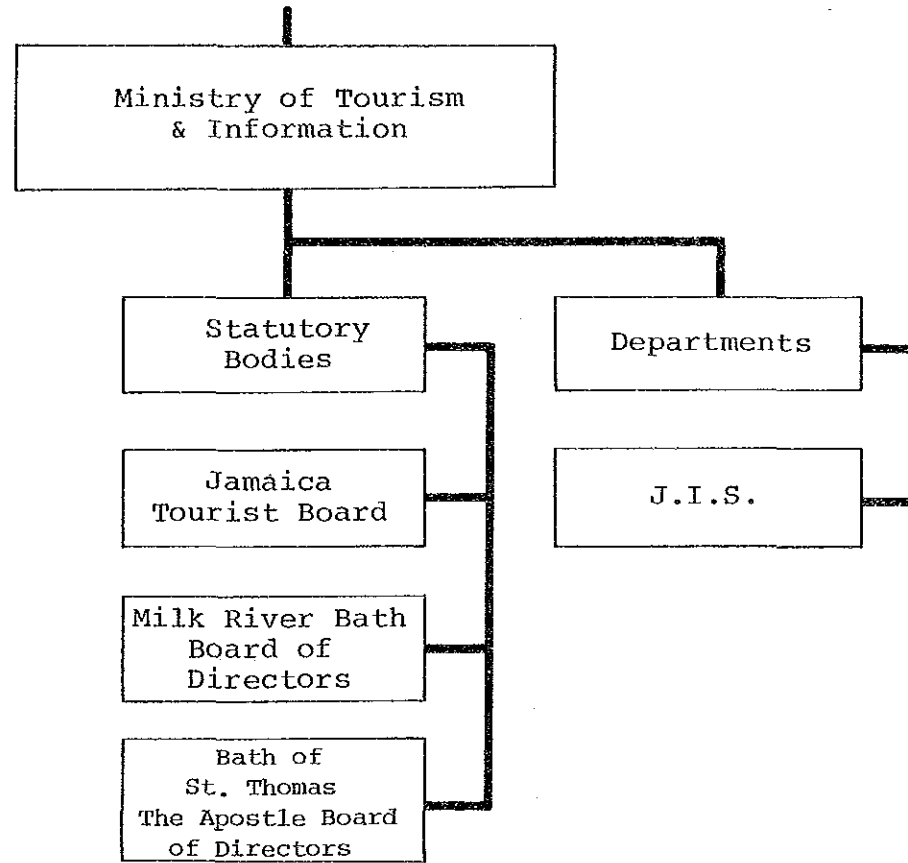 Ministry of Tourism
& Information
Statutory
Bodies
Departments
Jamaica
Tourist Board
J.I.S.
Milk River Bath
Board of
Directors
Bath of
St. Thomas
The Apostle Board
of Directors